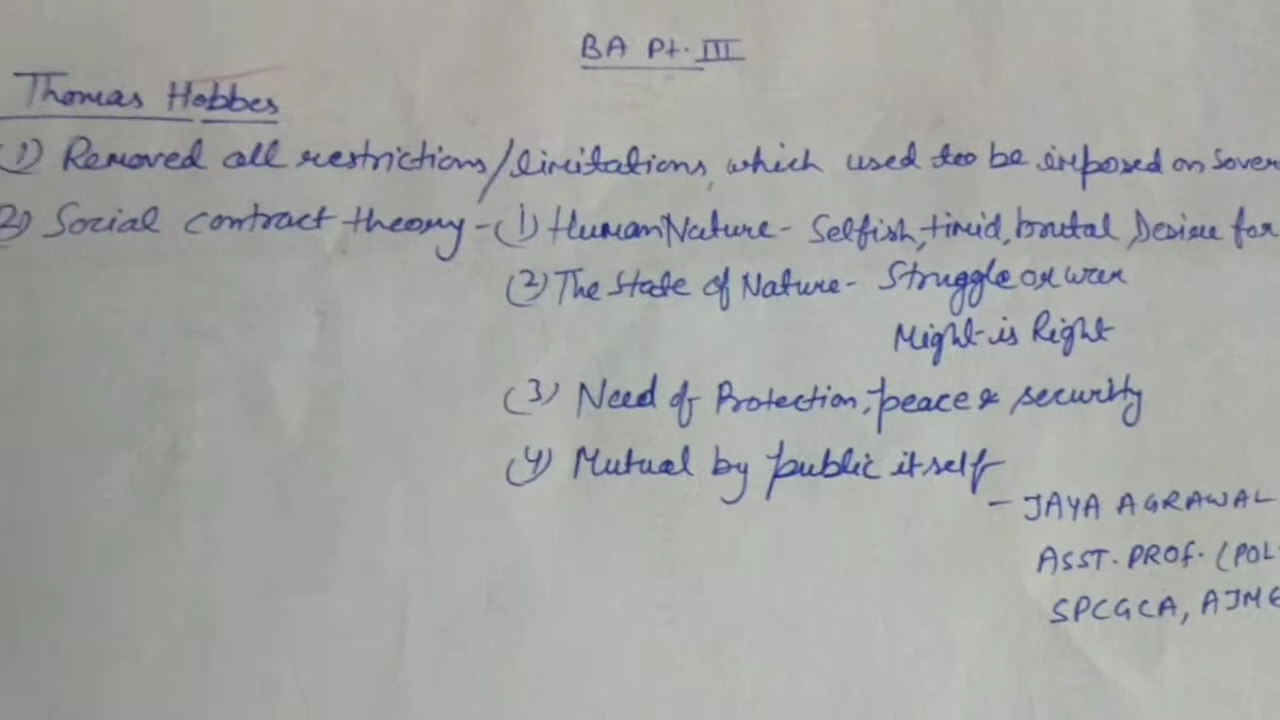 BA Pt. III
Thomas Hobbes
(1) Removed all restrictions/limitations, which used to be imposed on Sover
(2) Social contract theory - (1) Human Nature - Selfish, timid, brutal, Desire for
(2) The State of Nature - Struggle or war
Might is Right
(3) Need of Protection, peace & security
(4) Mutual by public itself
- JAYA AGRAWAL
ASST. PROF. (POL.
SPCGCA, AJME